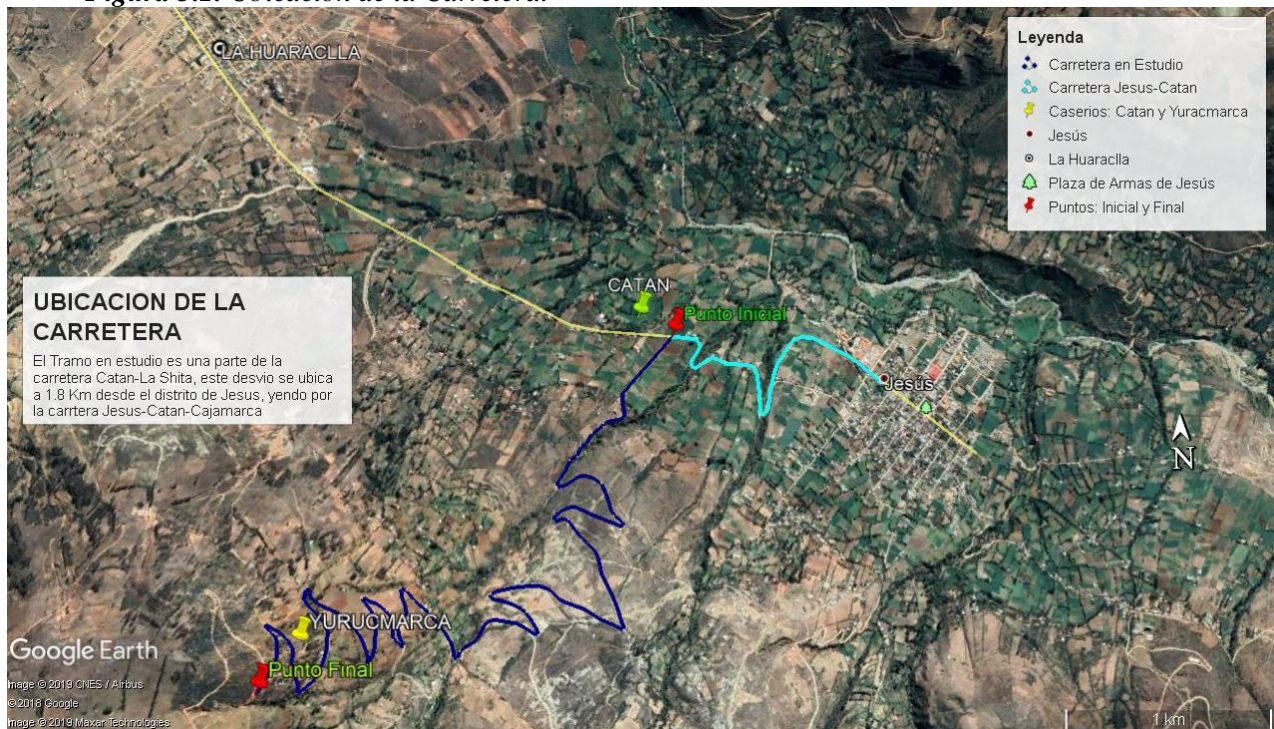 Figura 3.2. Ubicación de la Carretera.
LA HUARACLLA
Leyenda
Carretera en Estudio
Carretera Jesus-Catan
Caserios: Catan y Yuracmarca
Jesús
La Huaraclla
Plaza de Armas de Jesús
Puntos: Inicial y Final
UBICACION DE LA
CARRETERA
El Tramo en estudio es una parte de la
carretera Catan-La Shita, este desvio se ubica
a 1.8 Km desde el distrito de Jesus, yendo por
la carrtera Jesus-Catan-Cajamarca
CATAN
Punto Inicial
Jesús
N
YURUCMARCA
Punto Final
Google Earth
Image © 2019 CNES / Airbus
© 2018 Google
Image © 2019 Maxar Technologies
1 km